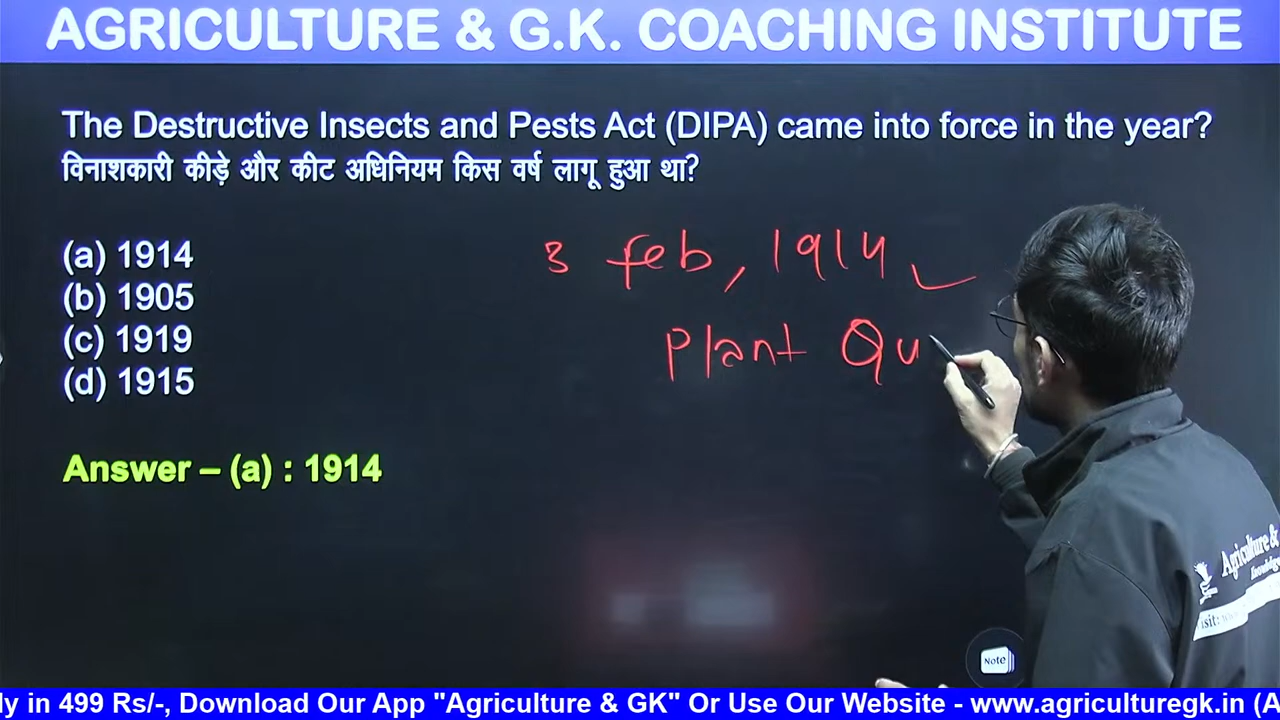 AGRICULTURE & G.K. COACHING INSTITUTE
The Destructive Insects and Pests Act (DIPA) came into force in the year?
विनाशकारी कीड़े और कीट अधिनियम किस वर्ष लागू हुआ था?
(a) 1914
(b) 1905
(c) 1919
(d) 1915
Answer – (a) : 1914
3 feb, 1914
Plant Qu
Agriculture &
Note
ly in 499 Rs/-, Download Our App "Agriculture & GK" Or Use Our Website - www.agriculturegk.in (A